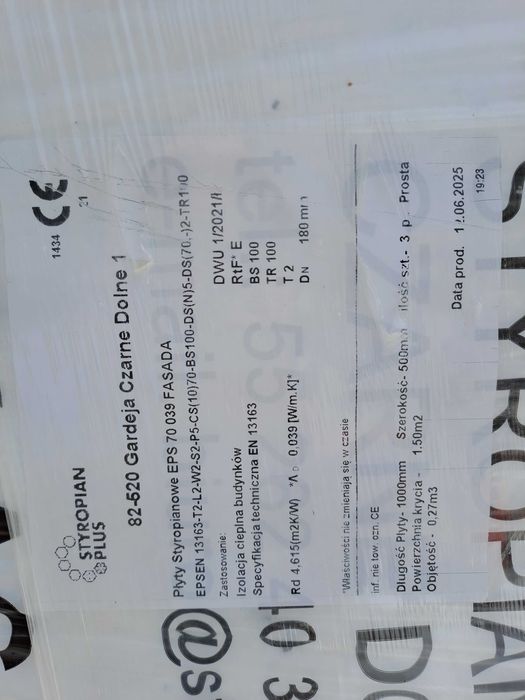 STYROPIAN
PLUS
1434 CE
21
82-520 Gardeja Czarne Dolne 1
Płyty Styropianowe EPS 70 039 FASADA
EPSEN 13163-T2-L2-W2-S2-P5-CS(10)70-BS100-DS(N)5-DS(70,-)2-TR100
Zastosowanie: DWU 1/2021/
Izolacja cieplna budynków RtF* E
Specyfikacja techniczna EN 13163 BS 100
TR 100
T 2
Rd 4,615(m2K/W) *Λ D 0,039 [W/m.K]* DN 180 mm
*Właściwości nie zmieniają się w czasie
inf. nie tow. ozn. CE
Długość Płyty- 1000mm Szerokość- 500mm ilość szt.- 3 p. Prosta
Powierzchnia krycia - 1.50m2
Objętość - 0,27m3
Data prod. 12.06.2025
19:23